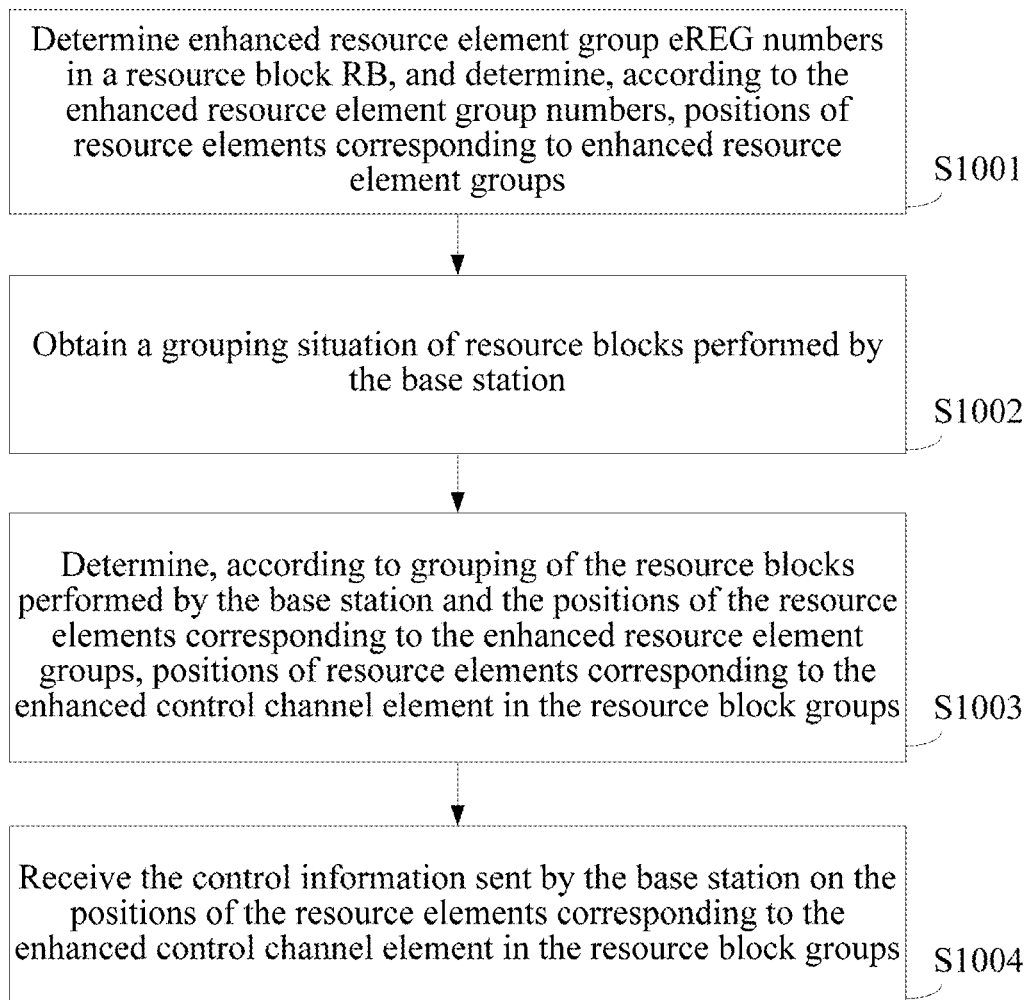 Determine enhanced resource element group eREG numbers
in a resource block RB, and determine, according to the
enhanced resource element group numbers, positions of
resource elements corresponding to enhanced resource
element groups
S1001
Obtain a grouping situation of resource blocks performed by
the base station
S1002
Determine, according to grouping of the resource blocks
performed by the base station and the positions of the resource
elements corresponding to the enhanced resource element
groups, positions of resource elements corresponding to the
enhanced control channel element in the resource block groups
S1003
Receive the control information sent by the base station on the
positions of the resource elements corresponding to the
enhanced control channel element in the resource block groups
S1004